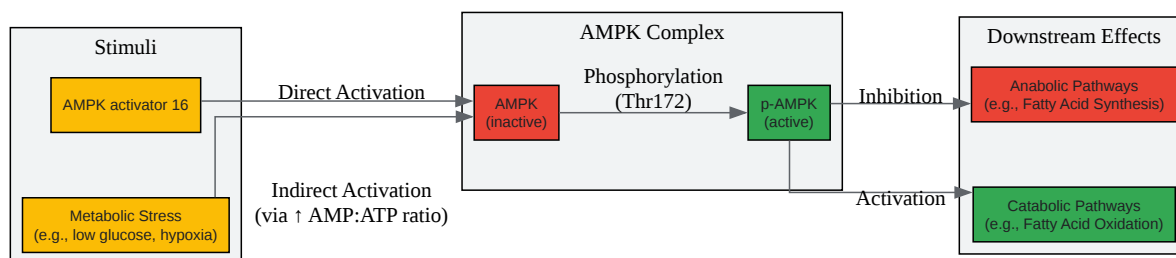 Stimuli
AMPK activator 16
Metabolic Stress
(e.g., low glucose, hypoxia)
Direct Activation
Indirect Activation
(via ↑ AMP:ATP ratio)
AMPK Complex
AMPK
(inactive)
Phosphorylation
(Thr172)
p-AMPK
(active)
Inhibition
Activation
Downstream Effects
Anabolic Pathways
(e.g., Fatty Acid Synthesis)
Catabolic Pathways
(e.g., Fatty Acid Oxidation)